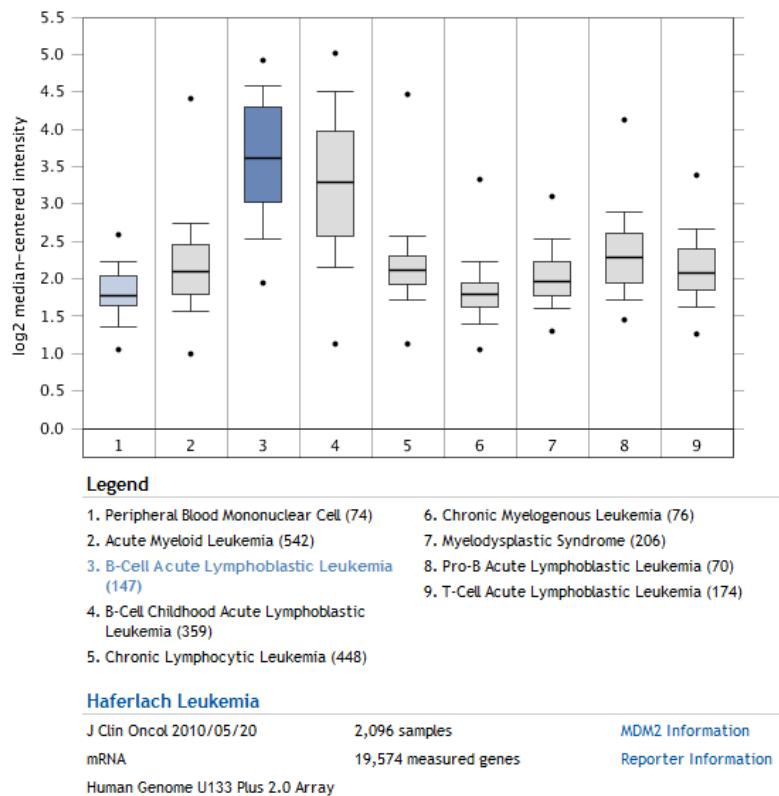 5.5
5.0
4.5
4.0
3.5
3.0
2.5
2.0
1.5
1.0
0.5
0.0
log2 median-centered intensity
1 2 3 4 5 6 7 8 9
Legend
1. Peripheral Blood Mononuclear Cell (74)
2. Acute Myeloid Leukemia (542)
3. B-Cell Acute Lymphoblastic Leukemia
(147)
4. B-Cell Childhood Acute Lymphoblastic
Leukemia (359)
5. Chronic Lymphocytic Leukemia (448)
6. Chronic Myelogenous Leukemia (76)
7. Myelodysplastic Syndrome (206)
8. Pro-B Acute Lymphoblastic Leukemia (70)
9. T-Cell Acute Lymphoblastic Leukemia (174)
Haferlach Leukemia
J Clin Oncol 2010/05/20 2,096 samples MDM2 Information
mRNA 19,574 measured genes Reporter Information
Human Genome U133 Plus 2.0 Array